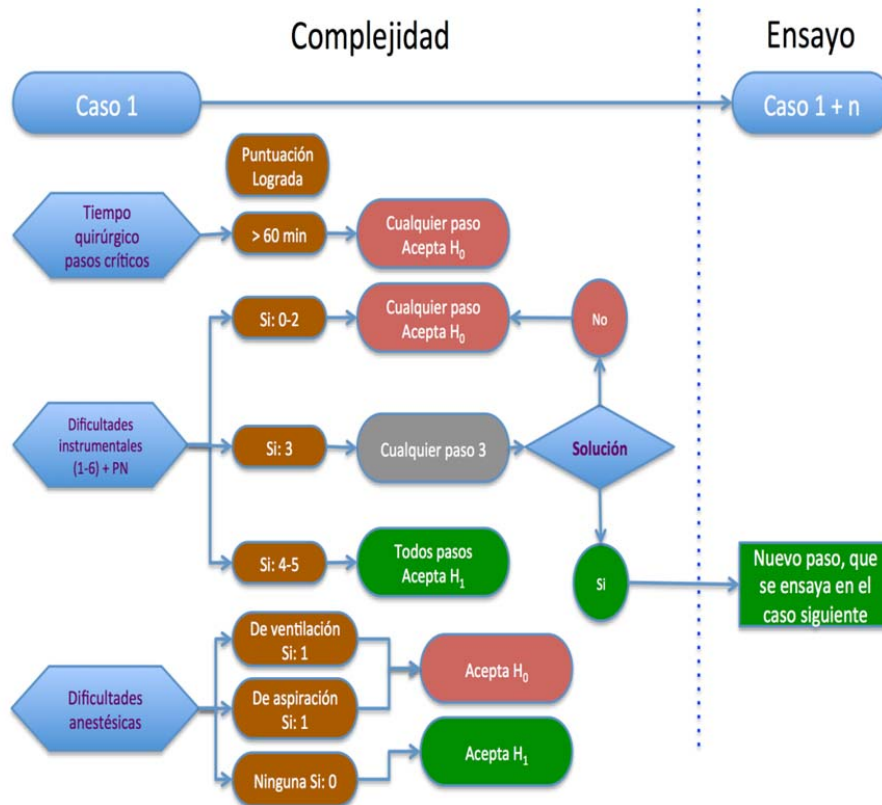 Complejidad
Ensayo
Caso 1
Caso 1 + n
Puntuación
Lograda
Tiempo
quirúrgico
pasos críticos
> 60 min
Cualquier paso
Acepta H₀
Si: 0-2
Cualquier paso
Acepta H₀
No
Dificultades
instrumentales
(1-6) + PN
Si: 3
Cualquier paso 3
Solución
Si: 4-5
Todos pasos
Acepta H₁
Si
Nuevo paso, que
se ensaya en el
caso siguiente
Dificultades
anestésicas
De ventilación
Si: 1
De aspiración
Si: 1
Ninguna Si: 0
Acepta H₀
Acepta H₁